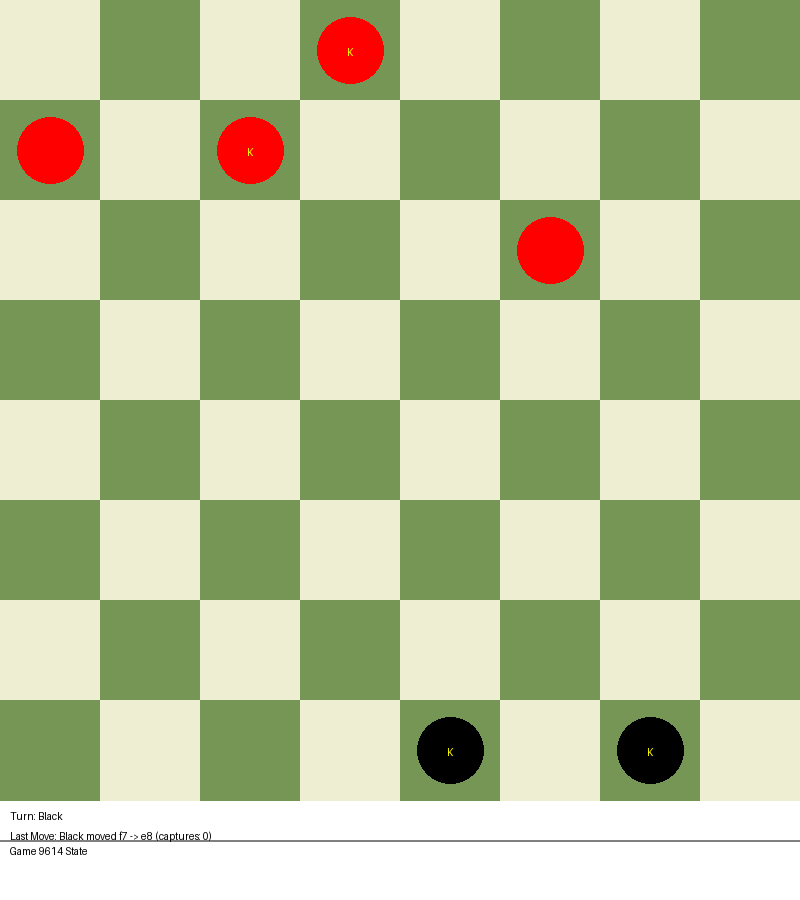 K
K
K K
Turn: Black
Last Move: Black moved f7 -> e8 (captures: 0)
Game 9614 State